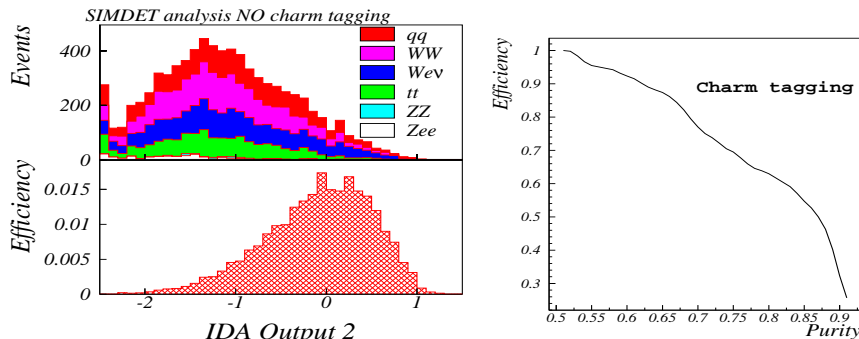 SIMDET analysis NO charm tagging
Events
400
200
0
qq
WW
Weν
tt
ZZ
Zee
Efficiency
0.015
0.01
0.005
0
-2
-1
0
1
IDA Output 2
Efficiency
1
0.9
0.8
0.7
0.6
0.5
0.4
0.3
Charm tagging
0.5
0.55
0.6
0.65
0.7
0.75
0.8
0.85
0.9
Purity